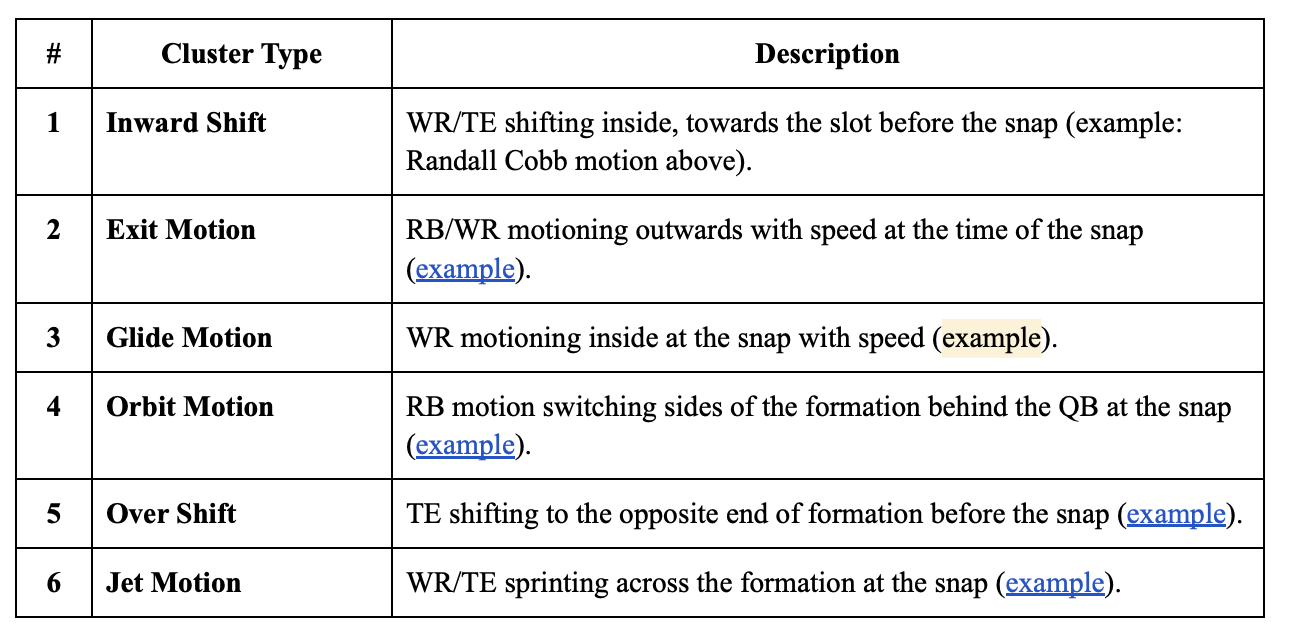 # Cluster Type Description
1 Inward Shift WR/TE shifting inside, towards the slot before the snap (example:
Randall Cobb motion above).
2 Exit Motion RB/WR motioning outwards with speed at the time of the snap
(example).
3 Glide Motion WR motioning inside at the snap with speed (example).
4 Orbit Motion RB motion switching sides of the formation behind the QB at the snap
(example).
5 Over Shift TE shifting to the opposite end of formation before the snap (example).
6 Jet Motion WR/TE sprinting across the formation at the snap (example).